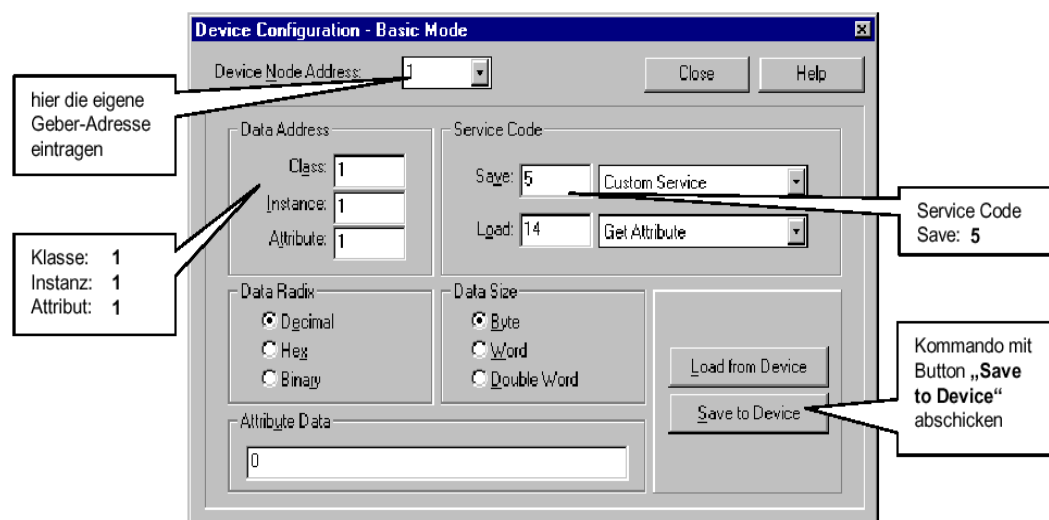 Device Configuration - Basic Mode
Device Node Address:
1
Close
Help
hier die eigene
Geber-Adresse
eintragen
Data Address
Class:
1
Instance:
1
Attribute:
1
Service Code
Save:
5
Custom Service
Load:
14
Get Attribute
Service Code
Save: 5
Klasse: 1
Instanz: 1
Attribut: 1
Data Radix
Decimal
Hex
Binary
Data Size
Byte
Word
Double Word
Load from Device
Save to Device
Kommando mit
Button „Save
to Device“
abschicken
Attribute Data
0